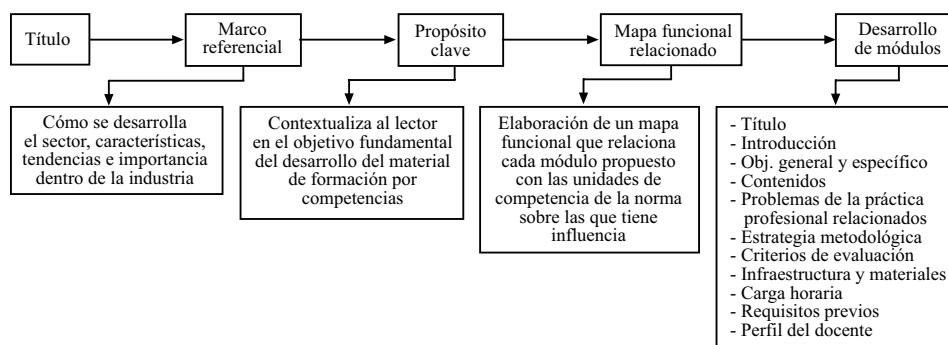 Título
Marco
referencial
Propósito
clave
Mapa funcional
relacionado
Desarrollo
de módulos
Cómo se desarrolla
el sector, características,
tendencias e importancia
dentro de la industria
Contextualiza al lector
en el objetivo fundamental
del desarrollo del material
de formación por
competencias
Elaboración de un mapa
funcional que relaciona
cada módulo propuesto
con las unidades de
competencia de la norma
sobre las que tiene
influencia
- Título
- Introducción
- Obj. general y específico
- Contenidos
- Problemas de la práctica
profesional relacionados
- Estrategia metodológica
- Criterios de evaluación
- Infraestructura y materiales
- Carga horaria
- Requisitos previos
- Perfil del docente